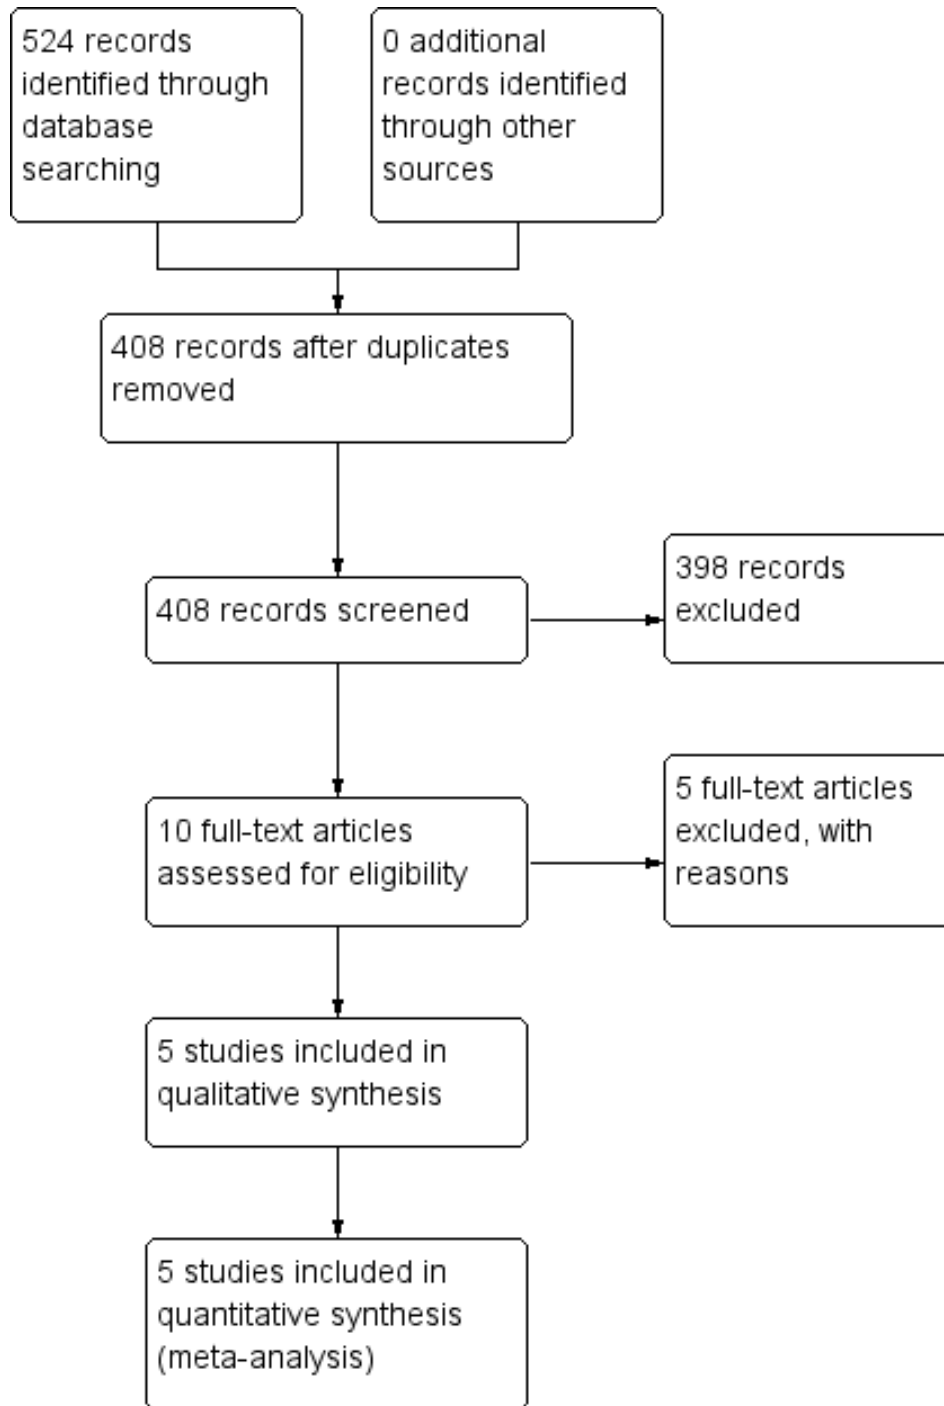 524 records
identified through
database
searching
0 additional
records identified
through other
sources
408 records after duplicates
removed
408 records screened
398 records
excluded
10 full-text articles
assessed for eligibility
5 full-text articles
excluded, with
reasons
5 studies included in
qualitative synthesis
5 studies included in
quantitative synthesis
(meta-analysis)